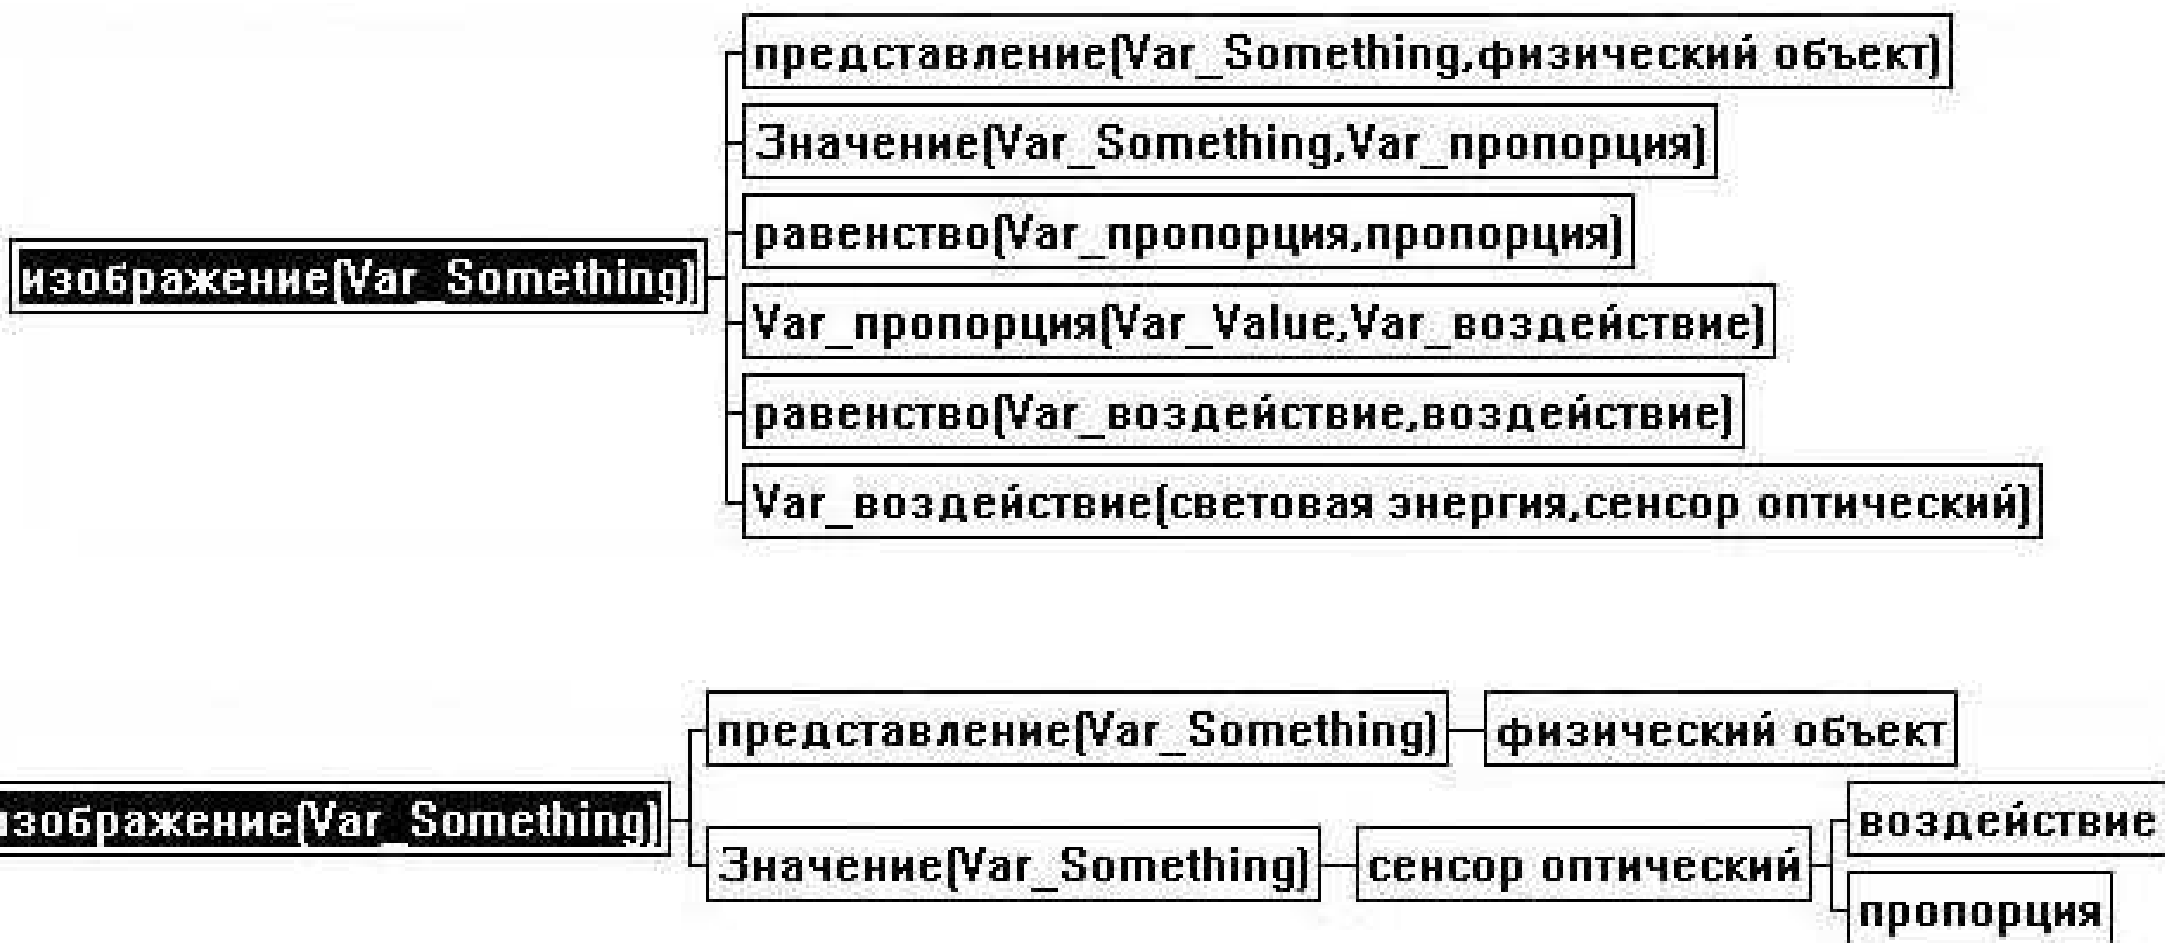 представление(Var_Something,физический объект)
Значение(Var_Something,Var_пропорция)
равенство(Var_пропорция,пропорция)
изображение(Var_Something)
Var_пропорция(Var_Value,Var_воздействие)
равенство(Var_воздействие,воздействие)
Var_воздействие(световая энергия,сенсор оптический)
представление(Var_Something) физический объект
изображение(Var_Something) воздействие
Значение(Var_Something) сенсор оптический
пропорция